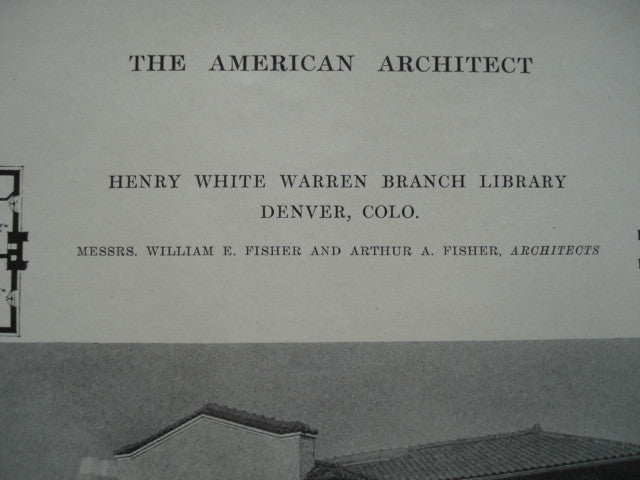 THE AMERICAN ARCHITECT
HENRY WHITE WARREN BRANCH LIBRARY
DENVER, COLO.
MESSRS. WILLIAM E. FISHER AND ARTHUR A. FISHER, ARCHITECTS